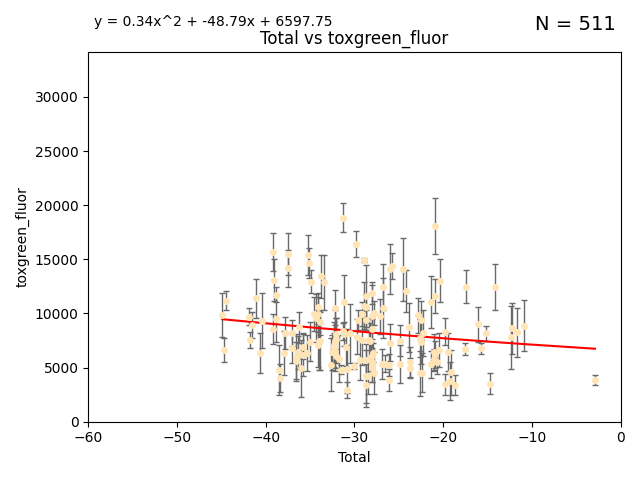 y = 0.34x^2 + -48.79x + 6597.75
N = 511
Total vs toxgreen_fluor
30000
25000
20000
15000
10000
5000
0
toxgreen_fluor
−60
−50
−40
−30
−20
−10
0
Total